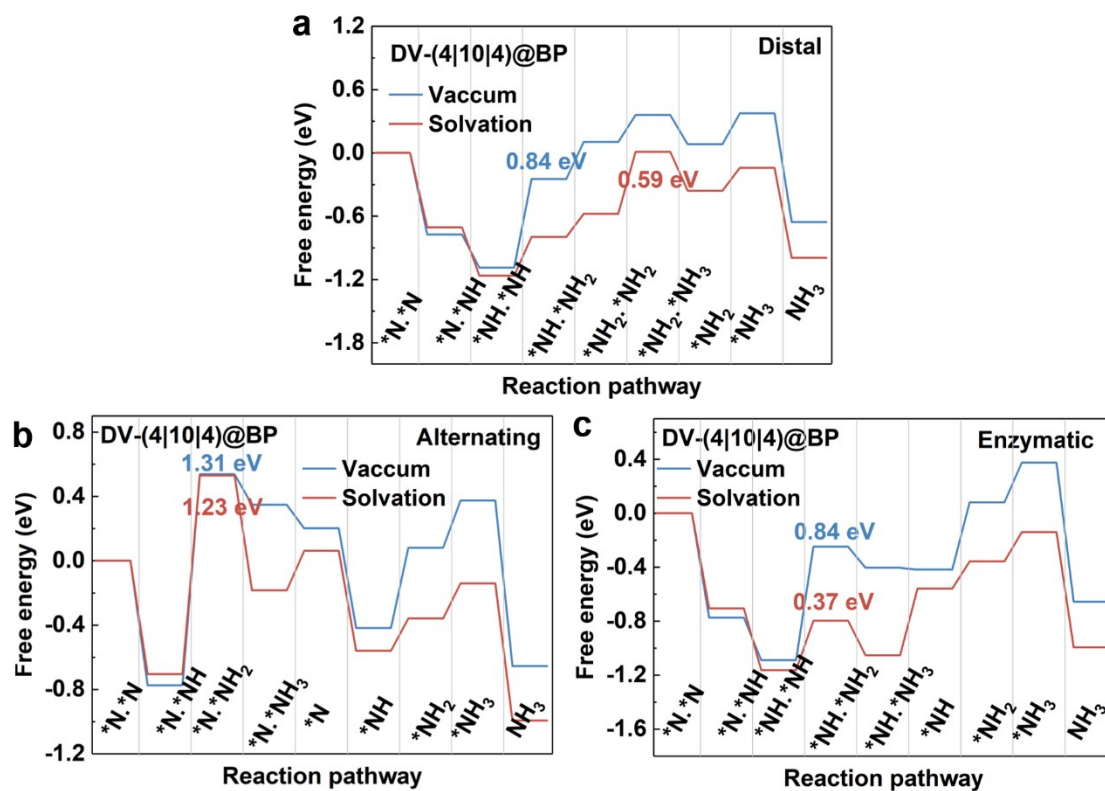 a
DV-(4|10|4)@BP
Distal
Vaccum
Solvation
Free energy (eV)
1.2
0.6
0.0
-0.6
-1.2
-1.8
0.84 eV
0.59 eV
*N.*N
*N.*NH
*NH.*NH
*NH.*NH₂
*NH₂.*NH₂
*NH₂.*NH₃
*NH₂
*NH₃
NH₃
Reaction pathway
b
DV-(4|10|4)@BP
Alternating
Vaccum
Solvation
Free energy (eV)
0.8
0.4
0.0
-0.4
-0.8
-1.2
1.31 eV
1.23 eV
*N.*N
*N.*NH
*N.*NH₂
*N.*NH₃
*N
*NH
*NH₂
*NH₃
NH₃
Reaction pathway
c
DV-(4|10|4)@BP
Enzymatic
Vaccum
Solvation
Free energy (eV)
0.4
0.0
-0.4
-0.8
-1.2
-1.6
0.84 eV
0.37 eV
*N.*N
*N.*NH
*NH.*NH
*NH.*NH₂
*NH.*NH₃
*NH
*NH₂
*NH₃
NH₃
Reaction pathway